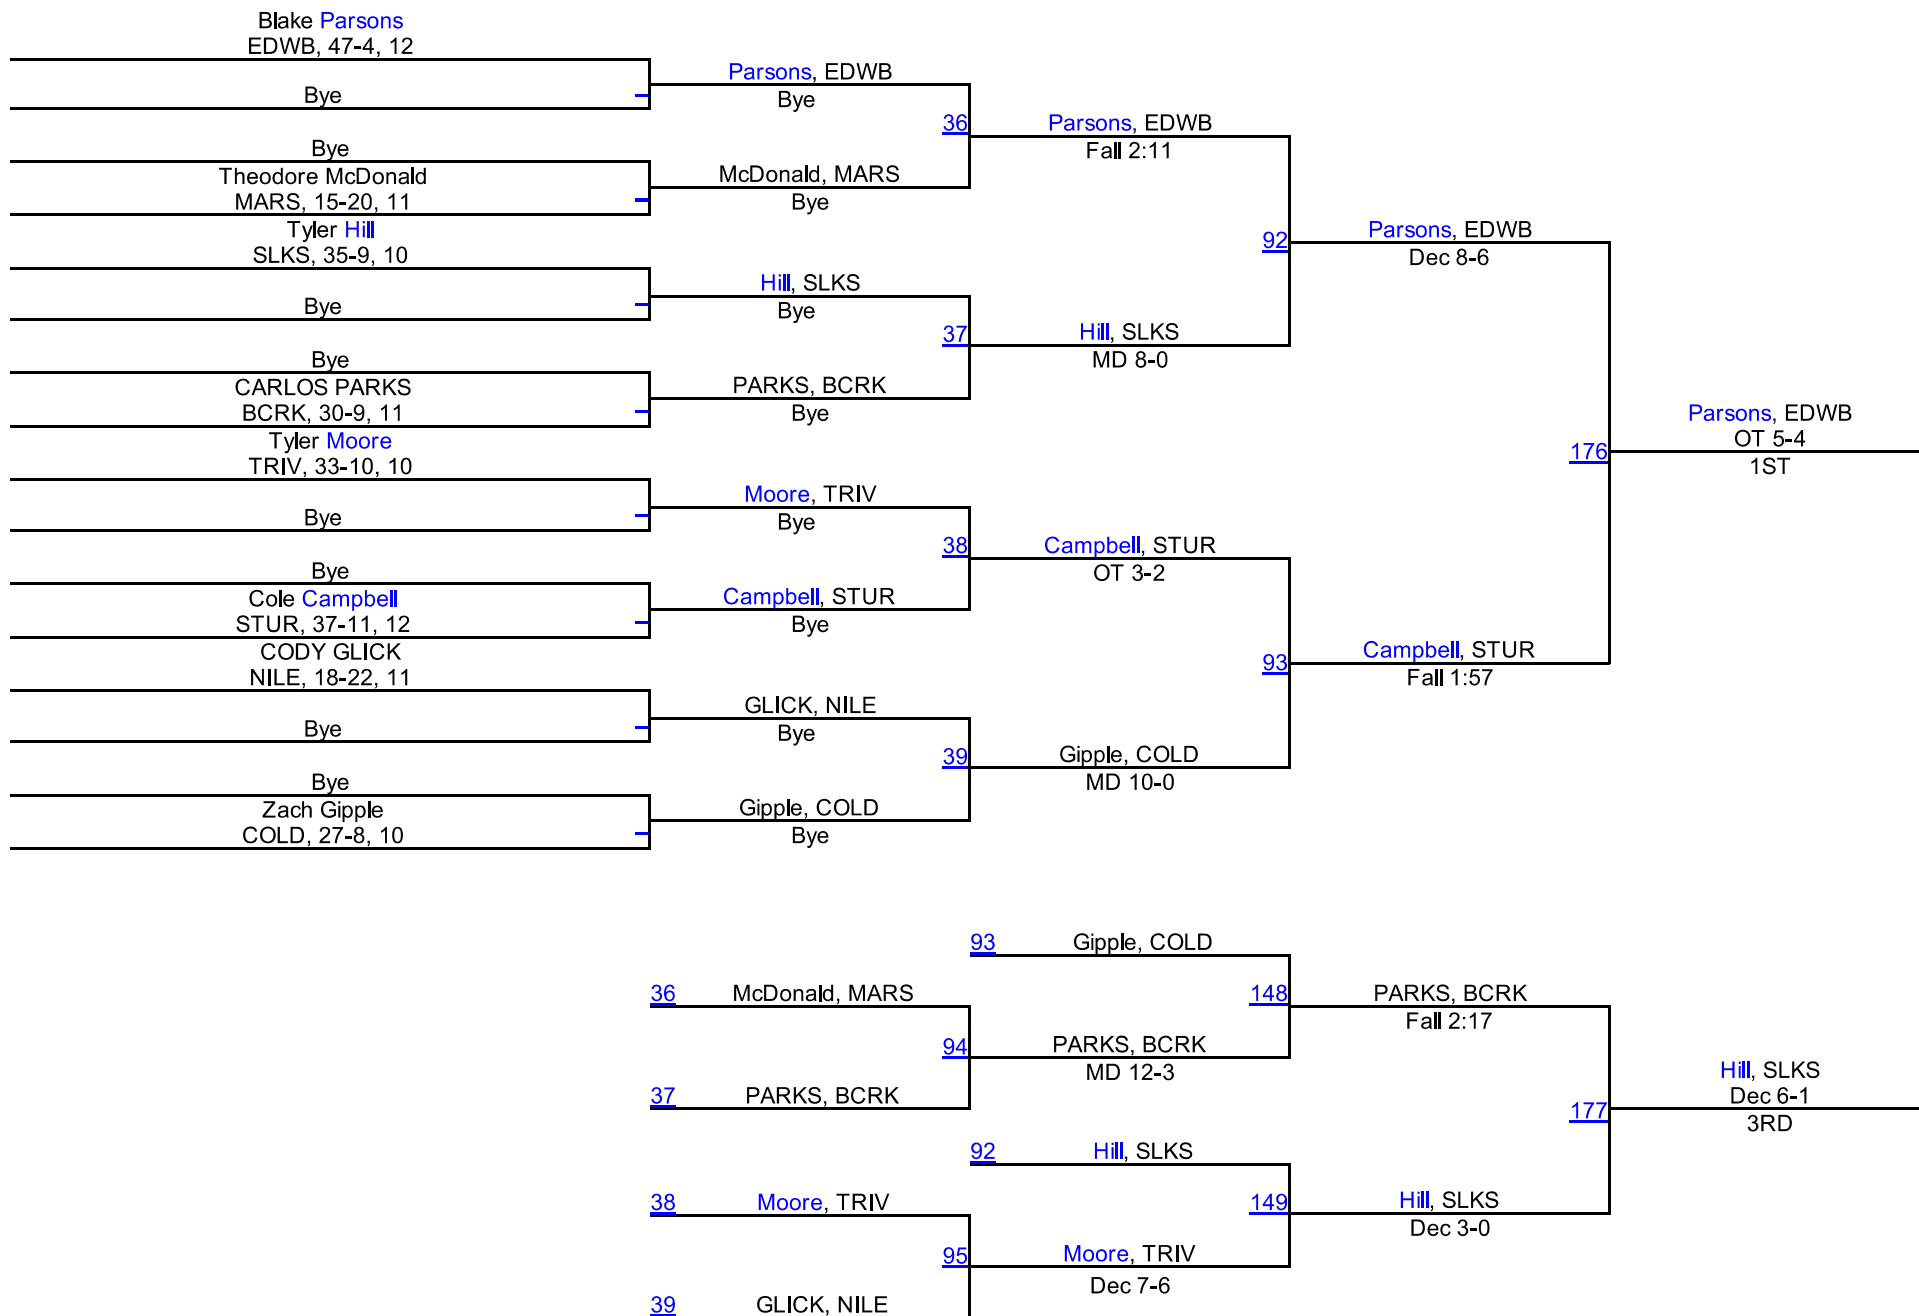 Blake Parsons
EDWB, 47-4, 12
Bye
Bye
Theodore McDonald
MARS, 15-20, 11
Tyler Hill
SLKS, 35-9, 10
Bye
Bye
CARLOS PARKS
BCRK, 30-9, 11
Tyler Moore
TRIV, 33-10, 10
Bye
Bye
Cole Campbell
STUR, 37-11, 12
CODY GLICK
NILE, 18-22, 11
Bye
Bye
Zach Gipple
COLD, 27-8, 10
Parsons, EDWB
Bye
McDonald, MARS
Bye
Hill, SLKS
Bye
PARKS, BCRK
Bye
Moore, TRIV
Bye
Campbell, STUR
Bye
GLICK, NILE
Bye
Gipple, COLD
Bye
36
Parsons, EDWB
Fall 2:11
37
Hill, SLKS
MD 8-0
38
Campbell, STUR
OT 3-2
39
Gipple, COLD
MD 10-0
92
Parsons, EDWB
Dec 8-6
93
Campbell, STUR
Fall 1:57
176
Parsons, EDWB
OT 5-4
1ST
93
Gipple, COLD
36
McDonald, MARS
94
PARKS, BCRK
MD 12-3
37
PARKS, BCRK
148
PARKS, BCRK
Fall 2:17
92
Hill, SLKS
38
Moore, TRIV
95
Moore, TRIV
Dec 7-6
39
GLICK, NILE
149
Hill, SLKS
Dec 3-0
177
Hill, SLKS
Dec 6-1
3RD